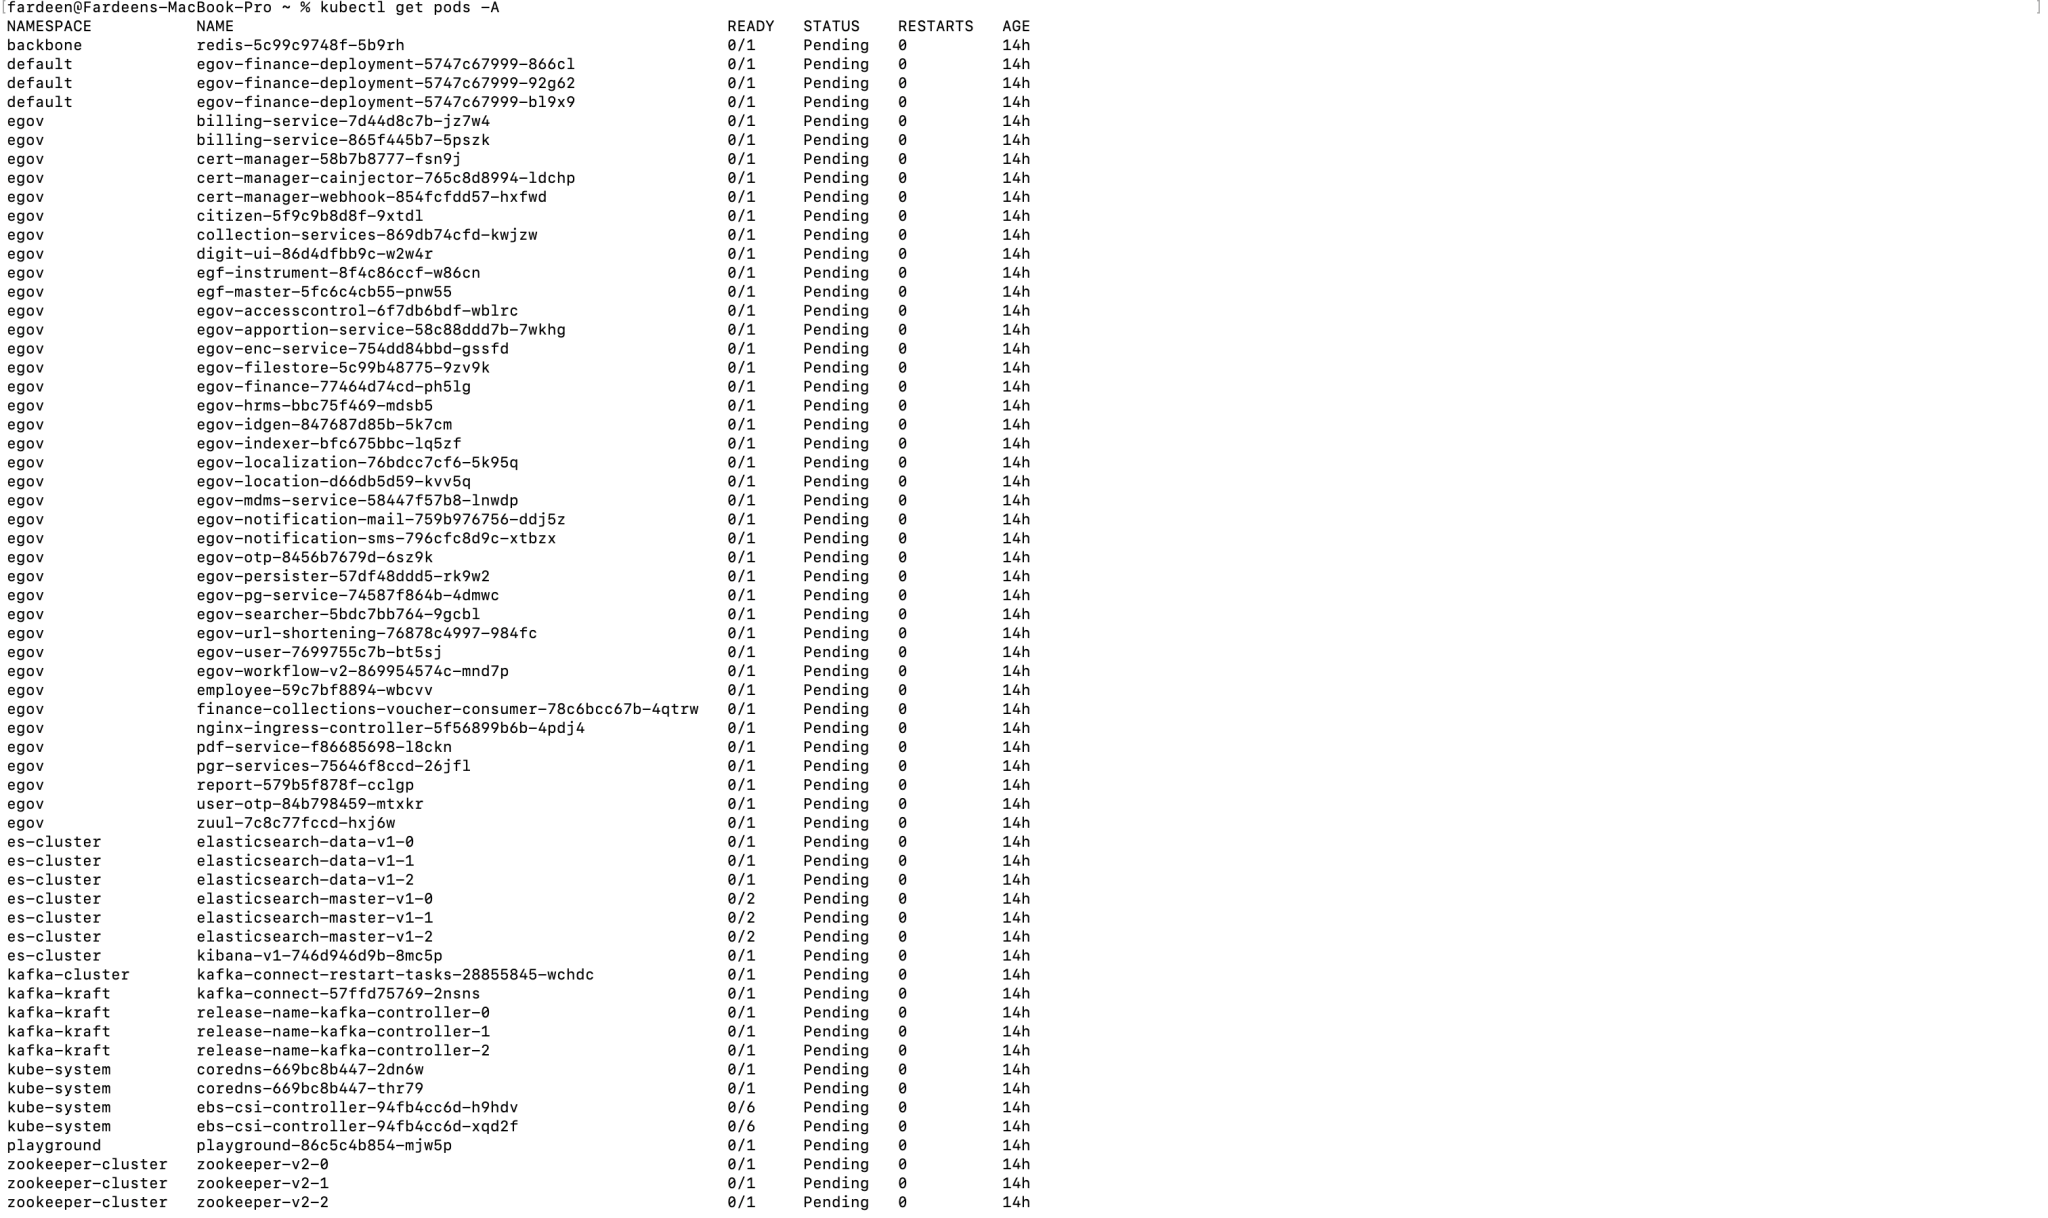 [fardeen@Fardeens-MacBook-Pro ~ % kubectl get pods -A ]
NAMESPACE NAME READY STATUS RESTARTS AGE
backbone redis-5c99c9748f-5b9rh 0/1 Pending 0 14h
default egov-finance-deployment-5747c67999-866cl 0/1 Pending 0 14h
default egov-finance-deployment-5747c67999-92g62 0/1 Pending 0 14h
default egov-finance-deployment-5747c67999-bl9x9 0/1 Pending 0 14h
egov billing-service-7d44d8c7b-jz7w4 0/1 Pending 0 14h
egov billing-service-865f445b7-5pszk 0/1 Pending 0 14h
egov cert-manager-58b7b8777-fsn9j 0/1 Pending 0 14h
egov cert-manager-cainjector-765c8d8994-ldchp 0/1 Pending 0 14h
egov cert-manager-webhook-854fcfdd57-hxfwd 0/1 Pending 0 14h
egov citizen-5f9c9b8d8f-9xtdl 0/1 Pending 0 14h
egov collection-services-869db74cfd-kwjzw 0/1 Pending 0 14h
egov digit-ui-86d4dfbb9c-w2w4r 0/1 Pending 0 14h
egov egf-instrument-8f4c86ccf-w86cn 0/1 Pending 0 14h
egov egf-master-5fc6c4cb55-pnw55 0/1 Pending 0 14h
egov egov-accesscontrol-6f7db6bdf-wblrc 0/1 Pending 0 14h
egov egov-apportion-service-58c88ddd7b-7wkhg 0/1 Pending 0 14h
egov egov-enc-service-754dd84bbd-gssfd 0/1 Pending 0 14h
egov egov-filestore-5c99b48775-9zv9k 0/1 Pending 0 14h
egov egov-finance-77464d74cd-ph5lg 0/1 Pending 0 14h
egov egov-hrms-bbc75f469-mdsb5 0/1 Pending 0 14h
egov egov-idgen-847687d85b-5k7cm 0/1 Pending 0 14h
egov egov-indexer-bfc675bbc-lq5zf 0/1 Pending 0 14h
egov egov-localization-76bdcc7cf6-5k95q 0/1 Pending 0 14h
egov egov-location-d66db5d59-kvv5q 0/1 Pending 0 14h
egov egov-mdms-service-58447f57b8-lnwdp 0/1 Pending 0 14h
egov egov-notification-mail-759b976756-ddj5z 0/1 Pending 0 14h
egov egov-notification-sms-796cfc8d9c-xtbzx 0/1 Pending 0 14h
egov egov-otp-8456b7679d-6sz9k 0/1 Pending 0 14h
egov egov-persister-57df48ddd5-rk9w2 0/1 Pending 0 14h
egov egov-pg-service-74587f864b-4dmwc 0/1 Pending 0 14h
egov egov-searcher-5bdc7bb764-9gcbl 0/1 Pending 0 14h
egov egov-url-shortening-76878c4997-984fc 0/1 Pending 0 14h
egov egov-user-7699755c7b-bt5sj 0/1 Pending 0 14h
egov egov-workflow-v2-869954574c-mnd7p 0/1 Pending 0 14h
egov employee-59c7bf8894-wbcvv 0/1 Pending 0 14h
egov finance-collections-voucher-consumer-78c6bcc67b-4qtrw 0/1 Pending 0 14h
egov nginx-ingress-controller-5f56899b6b-4pdj4 0/1 Pending 0 14h
egov pdf-service-f86685698-l8ckn 0/1 Pending 0 14h
egov pgr-services-75646f8ccd-26jfl 0/1 Pending 0 14h
egov report-579b5f878f-cclgp 0/1 Pending 0 14h
egov user-otp-84b798459-mtxkr 0/1 Pending 0 14h
egov zuul-7c8c77fccd-hxj6w 0/1 Pending 0 14h
es-cluster elasticsearch-data-v1-0 0/1 Pending 0 14h
es-cluster elasticsearch-data-v1-1 0/1 Pending 0 14h
es-cluster elasticsearch-data-v1-2 0/1 Pending 0 14h
es-cluster elasticsearch-master-v1-0 0/2 Pending 0 14h
es-cluster elasticsearch-master-v1-1 0/2 Pending 0 14h
es-cluster elasticsearch-master-v1-2 0/2 Pending 0 14h
es-cluster kibana-v1-746d946d9b-8mc5p 0/1 Pending 0 14h
kafka-cluster kafka-connect-restart-tasks-28855845-wchdc 0/1 Pending 0 14h
kafka-kraft kafka-connect-57ffd75769-2nsns 0/1 Pending 0 14h
kafka-kraft release-name-kafka-controller-0 0/1 Pending 0 14h
kafka-kraft release-name-kafka-controller-1 0/1 Pending 0 14h
kafka-kraft release-name-kafka-controller-2 0/1 Pending 0 14h
kube-system coredns-669bc8b447-2dn6w 0/1 Pending 0 14h
kube-system coredns-669bc8b447-thr79 0/1 Pending 0 14h
kube-system ebs-csi-controller-94fb4cc6d-h9hdv 0/6 Pending 0 14h
kube-system ebs-csi-controller-94fb4cc6d-xqd2f 0/6 Pending 0 14h
playground playground-86c5c4b854-mjw5p 0/1 Pending 0 14h
zookeeper-cluster zookeeper-v2-0 0/1 Pending 0 14h
zookeeper-cluster zookeeper-v2-1 0/1 Pending 0 14h
zookeeper-cluster zookeeper-v2-2 0/1 Pending 0 14h